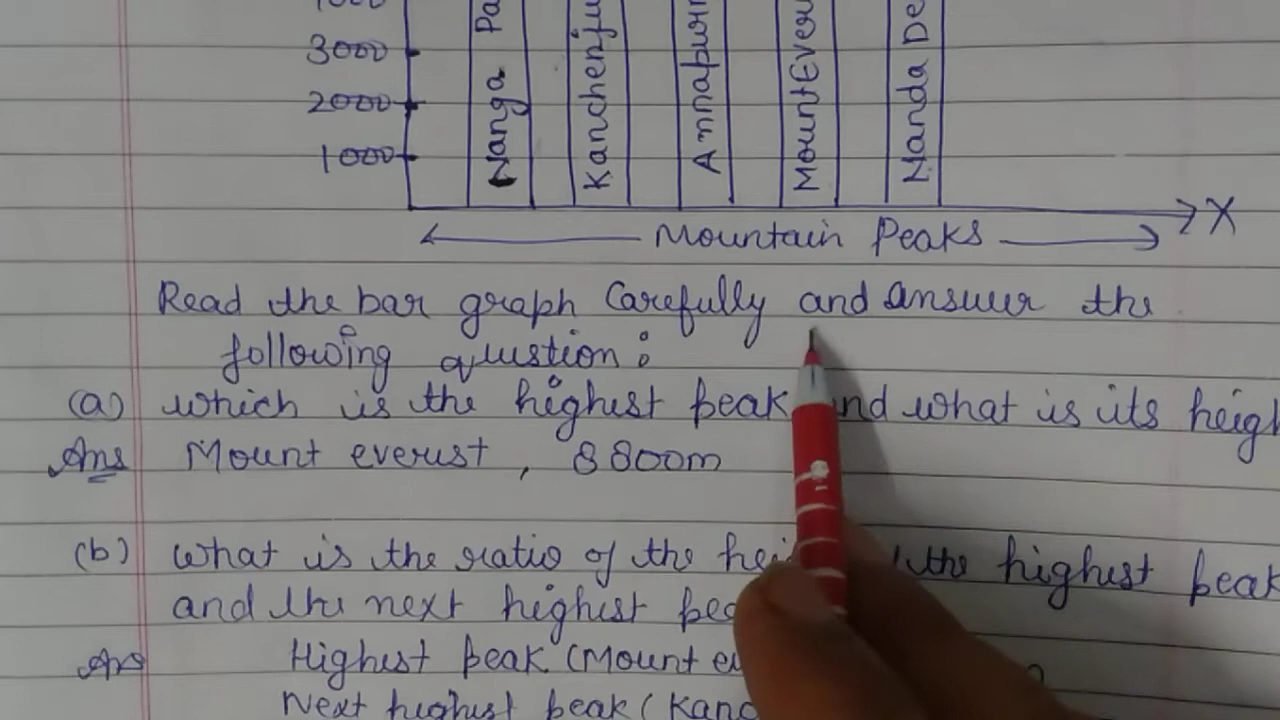 3000
2000
1000
Nanga Pa
Kanchenju
Annapurn
Mount Ever
Nanda De
X
Mountain Peaks
Read the bar graph Carefully and answer the
following question :
(a) which is the highest peak and what is its heigh
Ans Mount everest , 8800m
(b) what is the ratio of the hei the highest peak
and the next highest pea
Ans Highest peak (Mount ev
Next highest peak ( Kanc